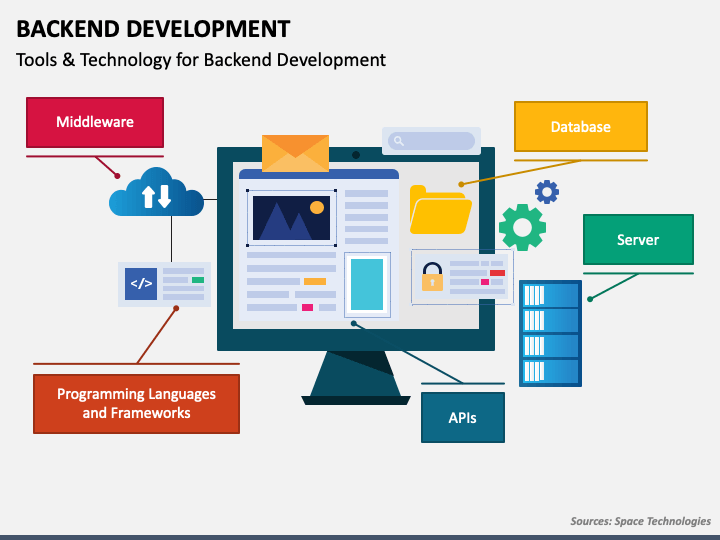 BACKEND DEVELOPMENT
Tools & Technology for Backend Development
Middleware
Database
Server
</>
Programming Languages
and Frameworks
APIs
Sources: Space Technologies